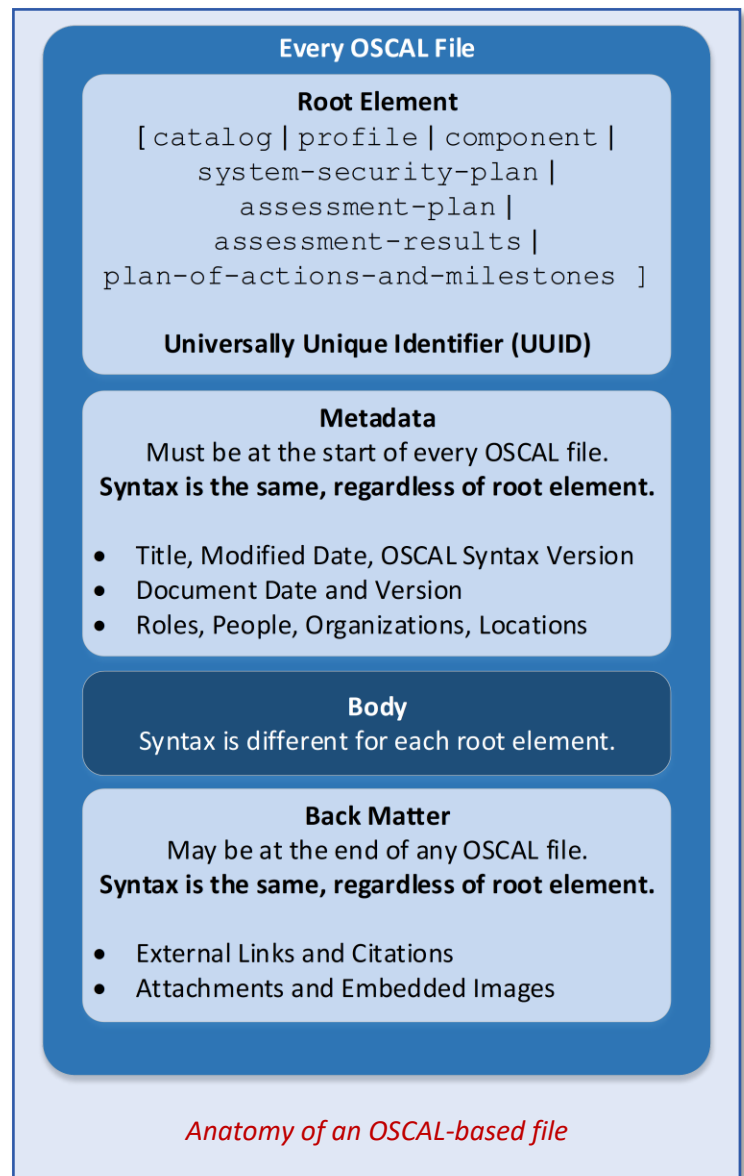 Every OSCAL File
Root Element
[catalog | profile | component |
system-security-plan |
assessment-plan |
assessment-results |
plan-of-actions-and-milestones ]
Universally Unique Identifier (UUID)
Metadata
Must be at the start of every OSCAL file.
Syntax is the same, regardless of root element.
• Title, Modified Date, OSCAL Syntax Version
• Document Date and Version
• Roles, People, Organizations, Locations
Body
Syntax is different for each root element.
Back Matter
May be at the end of any OSCAL file.
Syntax is the same, regardless of root element.
• External Links and Citations
• Attachments and Embedded Images
Anatomy of an OSCAL-based file